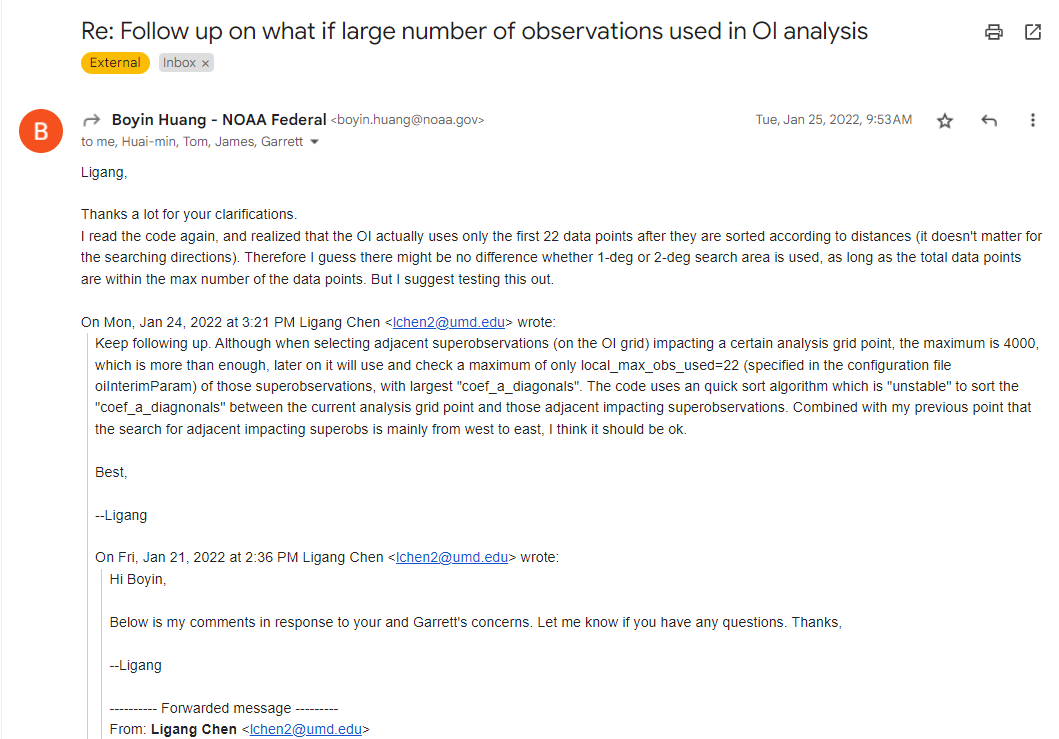 Re: Follow up on what if large number of observations used in OI analysis
External
Inbox ×
B
Boyin Huang - NOAA Federal <boyin.huang@noaa.gov>
Tue, Jan 25, 2022, 9:53 AM
to me, Huai-min, Tom, James, Garrett
Ligang,
Thanks a lot for your clarifications.
I read the code again, and realized that the OI actually uses only the first 22 data points after they are sorted according to distances (it doesn't matter for
the searching directions). Therefore I guess there might be no difference whether 1-deg or 2-deg search area is used, as long as the total data points
are within the max number of the data points. But I suggest testing this out.
On Mon, Jan 24, 2022 at 3:21 PM Ligang Chen <lchen2@umd.edu> wrote:
Keep following up. Although when selecting adjacent superobservations (on the OI grid) impacting a certain analysis grid point, the maximum is 4000,
which is more than enough, later on it will use and check a maximum of only local_max_obs_used=22 (specified in the configuration file
oiInterimParam) of those superobservations, with largest "coef_a_diagonals". The code uses an quick sort algorithm which is "unstable" to sort the
"coef_a_diagnonals" between the current analysis grid point and those adjacent impacting superobservations. Combined with my previous point that
the search for adjacent impacting superobs is mainly from west to east, I think it should be ok.
Best,
--Ligang
On Fri, Jan 21, 2022 at 2:36 PM Ligang Chen <lchen2@umd.edu> wrote:
Hi Boyin,
Below is my comments in response to your and Garrett's concerns. Let me know if you have any questions. Thanks,
--Ligang
---------- Forwarded message ---------
From: Ligang Chen <lchen2@umd.edu>